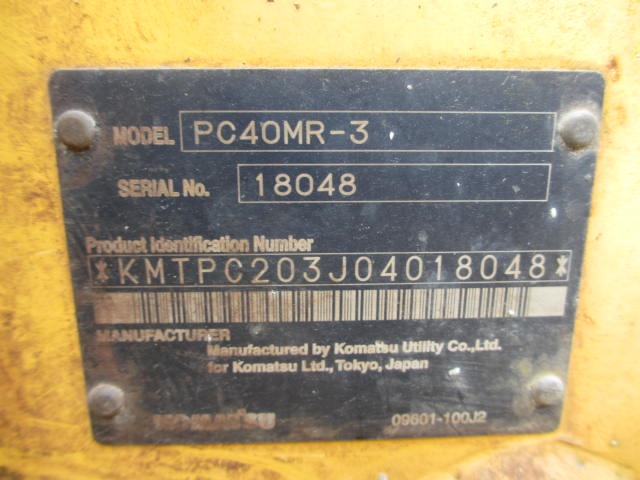 MODEL PC40MR-3
SERIAL No. 18048
Product Identification Number
*KMTPC203J04018048*
MANUFACTURER
Manufactured by Komatsu Utility Co.,Ltd.
for Komatsu Ltd., Tokyo, Japan
KOMATSU 09601-100J2